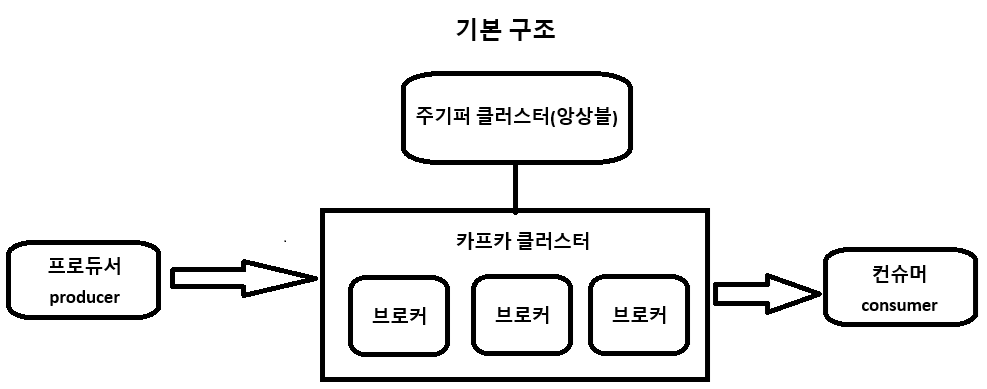 기본 구조
주기퍼 클러스터(앙상블)
카프카 클러스터
프로듀서
producer
브로커
브로커
브로커
컨슈머
consumer